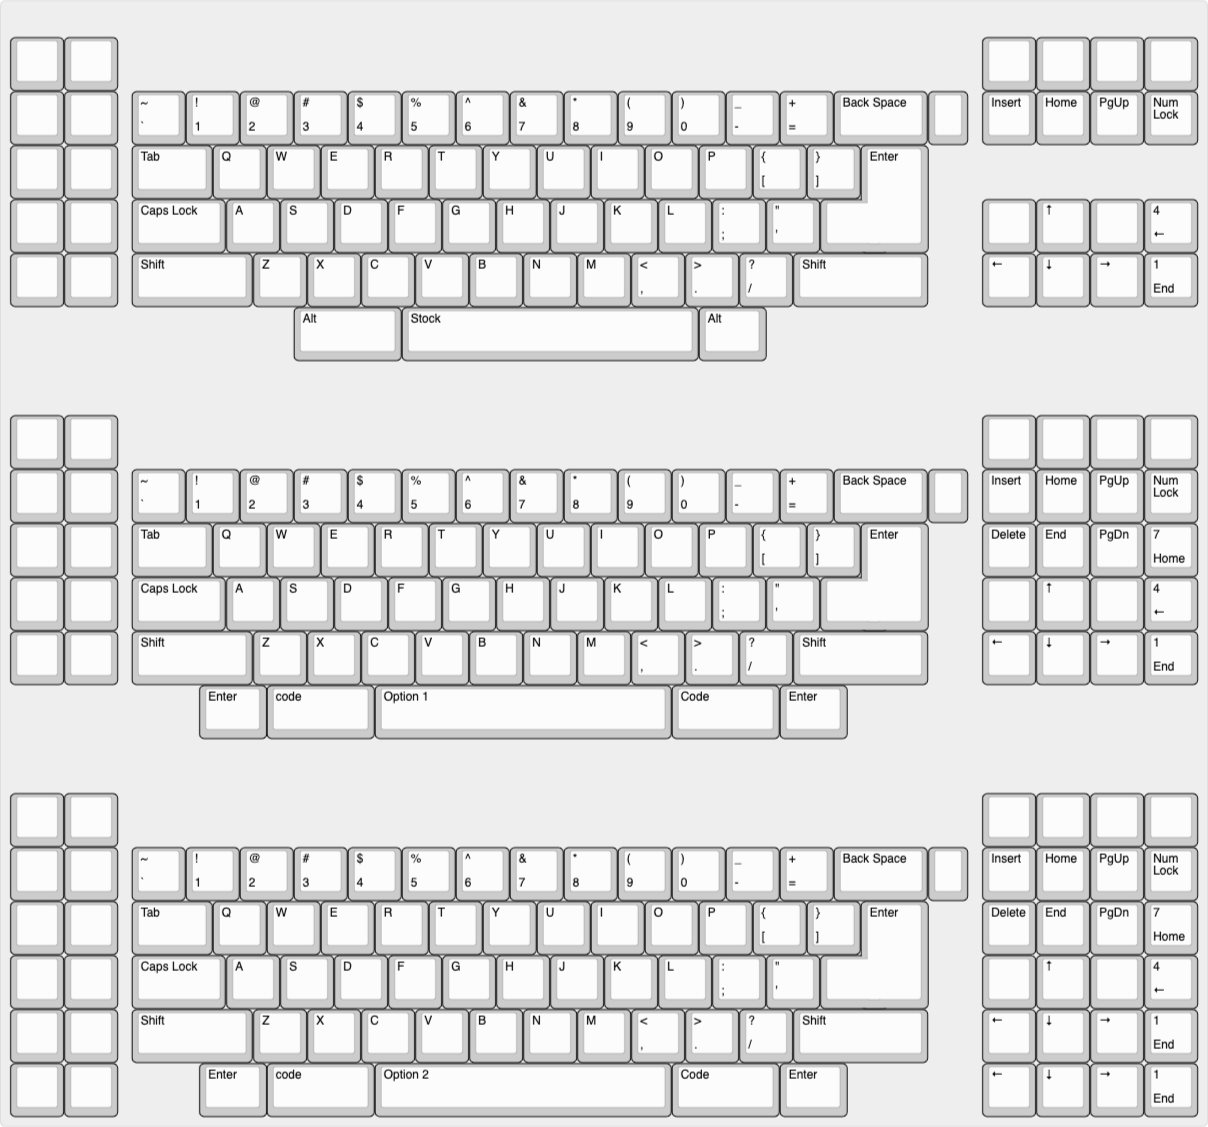 ~ ! @ # $ % ^ & * ( ) _ + Back Space Insert Home PgUp Num
Lock
` 1 2 3 4 5 6 7 8 9 0 - =
Tab Q W E R T Y U I O P { } Enter
[ ]
Caps Lock A S D F G H J K L : " ↑ 4
; ' ←
Shift Z X C V B N M < > ? Shift ← ↓ → 1
, . / End
Alt Stock Alt
~ ! @ # $ % ^ & * ( ) _ + Back Space Insert Home PgUp Num
Lock
` 1 2 3 4 5 6 7 8 9 0 - =
Tab Q W E R T Y U I O P { } Enter Delete End PgDn 7
[ ] Home
Caps Lock A S D F G H J K L : " ↑ 4
; ' ←
Shift Z X C V B N M < > ? Shift ← ↓ → 1
, . / End
Enter code Option 1 Code Enter
~ ! @ # $ % ^ & * ( ) _ + Back Space Insert Home PgUp Num
Lock
` 1 2 3 4 5 6 7 8 9 0 - =
Tab Q W E R T Y U I O P { } Enter Delete End PgDn 7
[ ] Home
Caps Lock A S D F G H J K L : " ↑ 4
; ' ←
Shift Z X C V B N M < > ? Shift ← ↓ → 1
, . / End
Enter code Option 2 Code Enter ← ↓ → 1
End